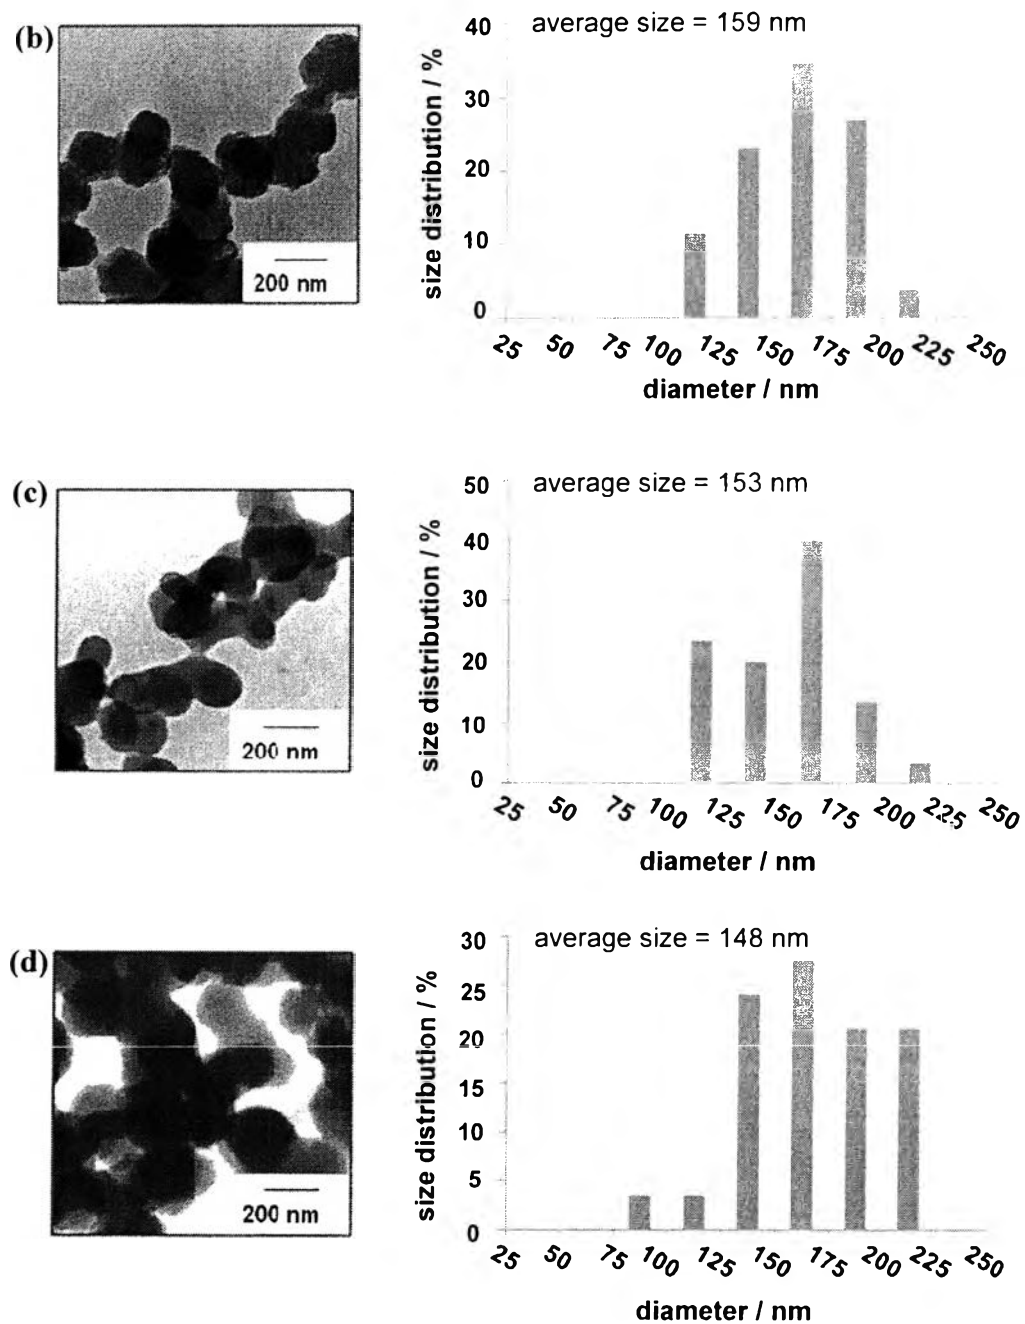 (b)
average size = 159 nm
size distribution / %
40
30
20
10
0
25 50 75 100 125 150 175 200 225 250
diameter / nm
200 nm
(c)
average size = 153 nm
size distribution / %
50
40
30
20
10
0
25 50 75 100 125 150 175 200 225 250
diameter / nm
200 nm
(d)
average size = 148 nm
size distribution / %
30
25
20
15
10
5
0
25 50 75 100 125 150 175 200 225 250
diameter / nm
200 nm